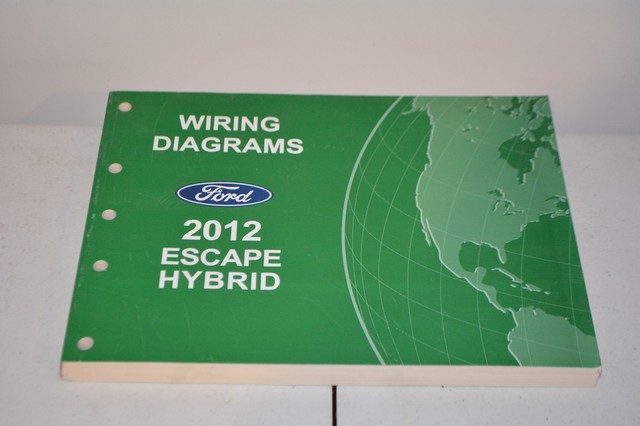 WIRING
DIAGRAMS
Ford
2012
ESCAPE
HYBRID